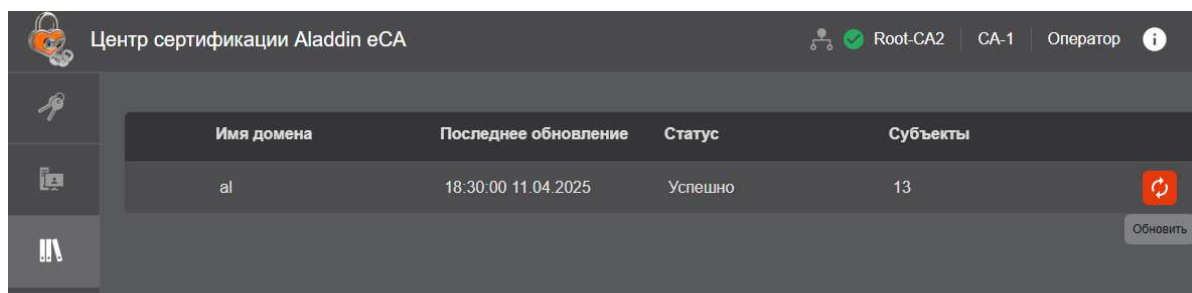 Центр сертификации Aladdin eCA
Root-CA2 CA-1 Оператор i
Имя домена Последнее обновление Статус Субъекты
al 18:30:00 11.04.2025 Успешно 13
Обновить